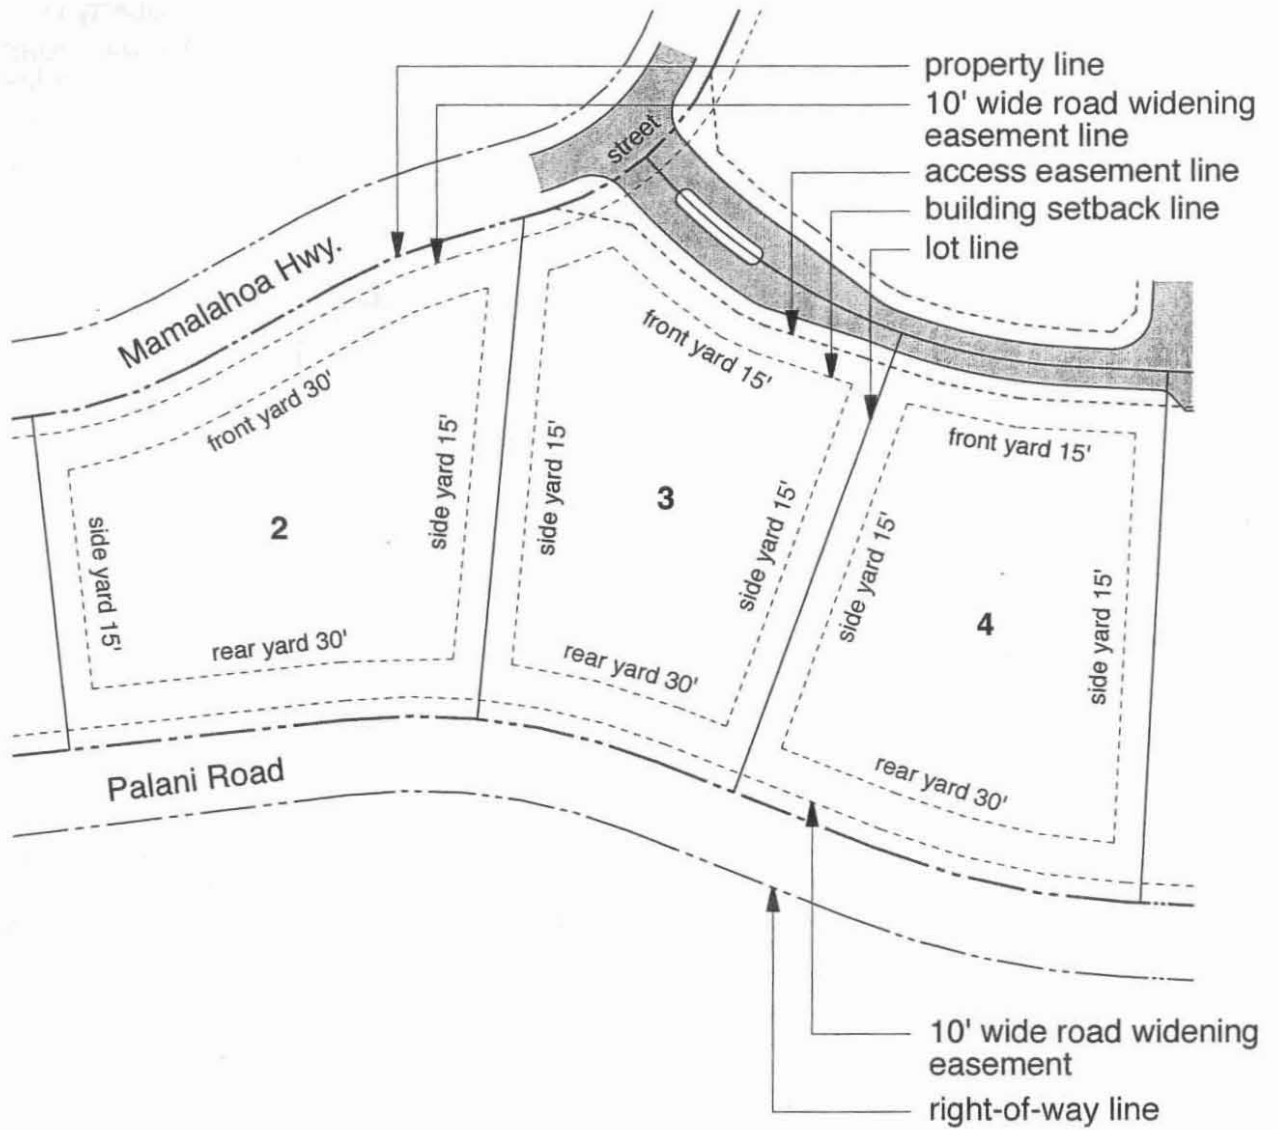 property line
10' wide road widening
easement line
access easement line
building setback line
lot line
street
Mamalahoa Hwy.
front yard 30'
side yard 15'
side yard 15'
2
rear yard 30'
front yard 15'
side yard 15'
side yard 15'
3
rear yard 30'
front yard 15'
side yard 15'
side yard 15'
4
rear yard 30'
Palani Road
10' wide road widening
easement
right-of-way line